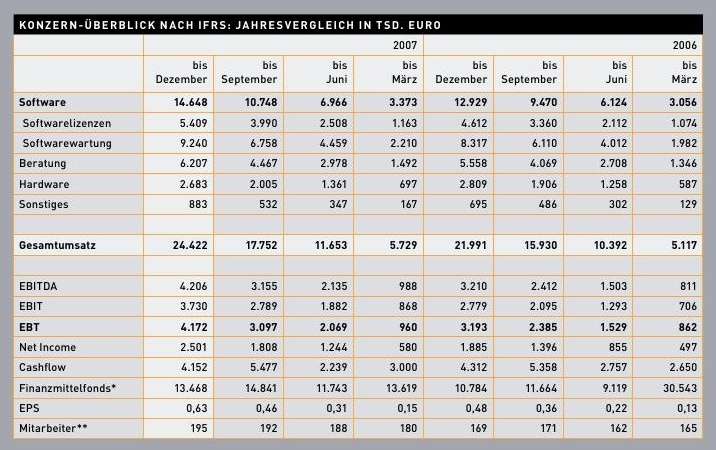 KONZERN-ÜBERBLICK NACH IFRS: JAHRESVERGLEICH IN TSD. EURO
2007 2006
bis bis bis bis bis bis bis bis
Dezember September Juni März Dezember September Juni März
Software 14.648 10.748 6.966 3.373 12.929 9.470 6.124 3.056
Softwarelizenzen 5.409 3.990 2.508 1.163 4.612 3.360 2.112 1.074
Softwarewartung 9.240 6.758 4.459 2.210 8.317 6.110 4.012 1.982
Beratung 6.207 4.467 2.978 1.492 5.558 4.069 2.708 1.346
Hardware 2.683 2.005 1.361 697 2.809 1.906 1.258 587
Sonstiges 883 532 347 167 695 486 302 129
Gesamtumsatz 24.422 17.752 11.653 5.729 21.991 15.930 10.392 5.117
EBITDA 4.206 3.155 2.135 988 3.210 2.412 1.503 811
EBIT 3.730 2.789 1.882 868 2.779 2.095 1.293 706
EBT 4.172 3.097 2.069 960 3.193 2.385 1.529 862
Net Income 2.501 1.808 1.244 580 1.885 1.396 855 497
Cashflow 4.152 5.477 2.239 3.000 4.312 5.358 2.757 2.650
Finanzmittelfonds* 13.468 14.841 11.743 13.619 10.784 11.664 9.119 30.543
EPS 0,63 0,46 0,31 0,15 0,48 0,36 0,22 0,13
Mitarbeiter** 195 192 188 180 169 171 162 165